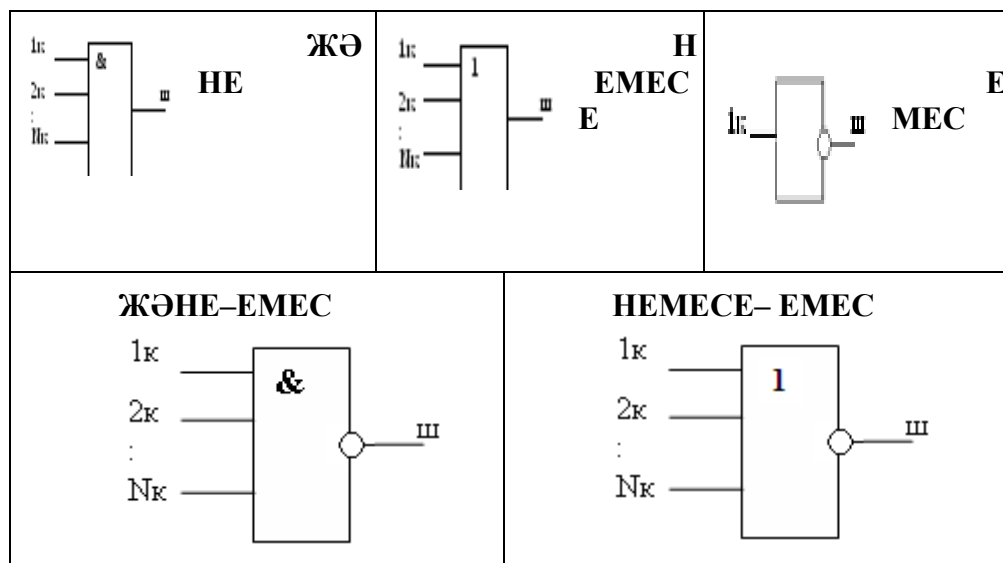 ЖӘ
НЕ
1к
&
2к
ш
:
Nк
Н
ЕМЕС
Е
1к
1
2к
ш
:
Nк
Е
МЕС
1к
ш
ЖӘНЕ–ЕМЕС
1к
&
2к
ш
:
Nк
НЕМЕСЕ– ЕМЕС
1к
1
2к
ш
:
Nк